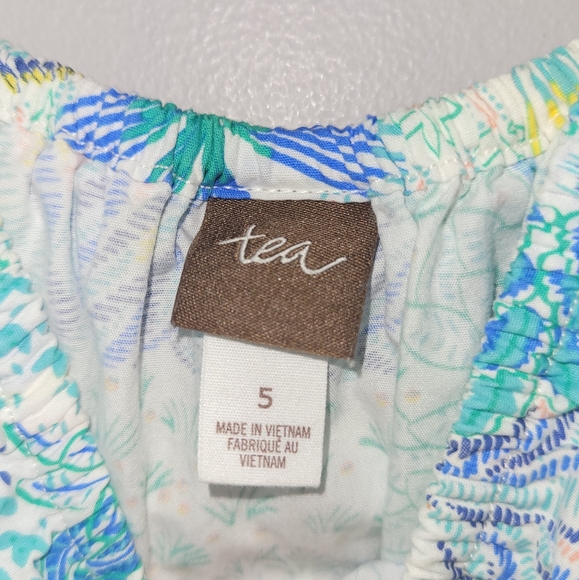 tea
5
MADE IN VIETNAM
FABRIQUÉ AU
VIETNAM